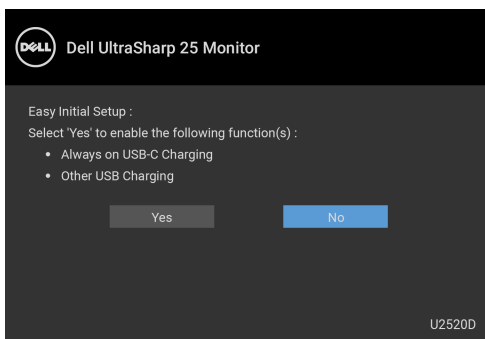 DELL Dell UltraSharp 25 Monitor
Easy Initial Setup :
Select 'Yes' to enable the following function(s) :
• Always on USB-C Charging
• Other USB Charging
Yes No
U2520D